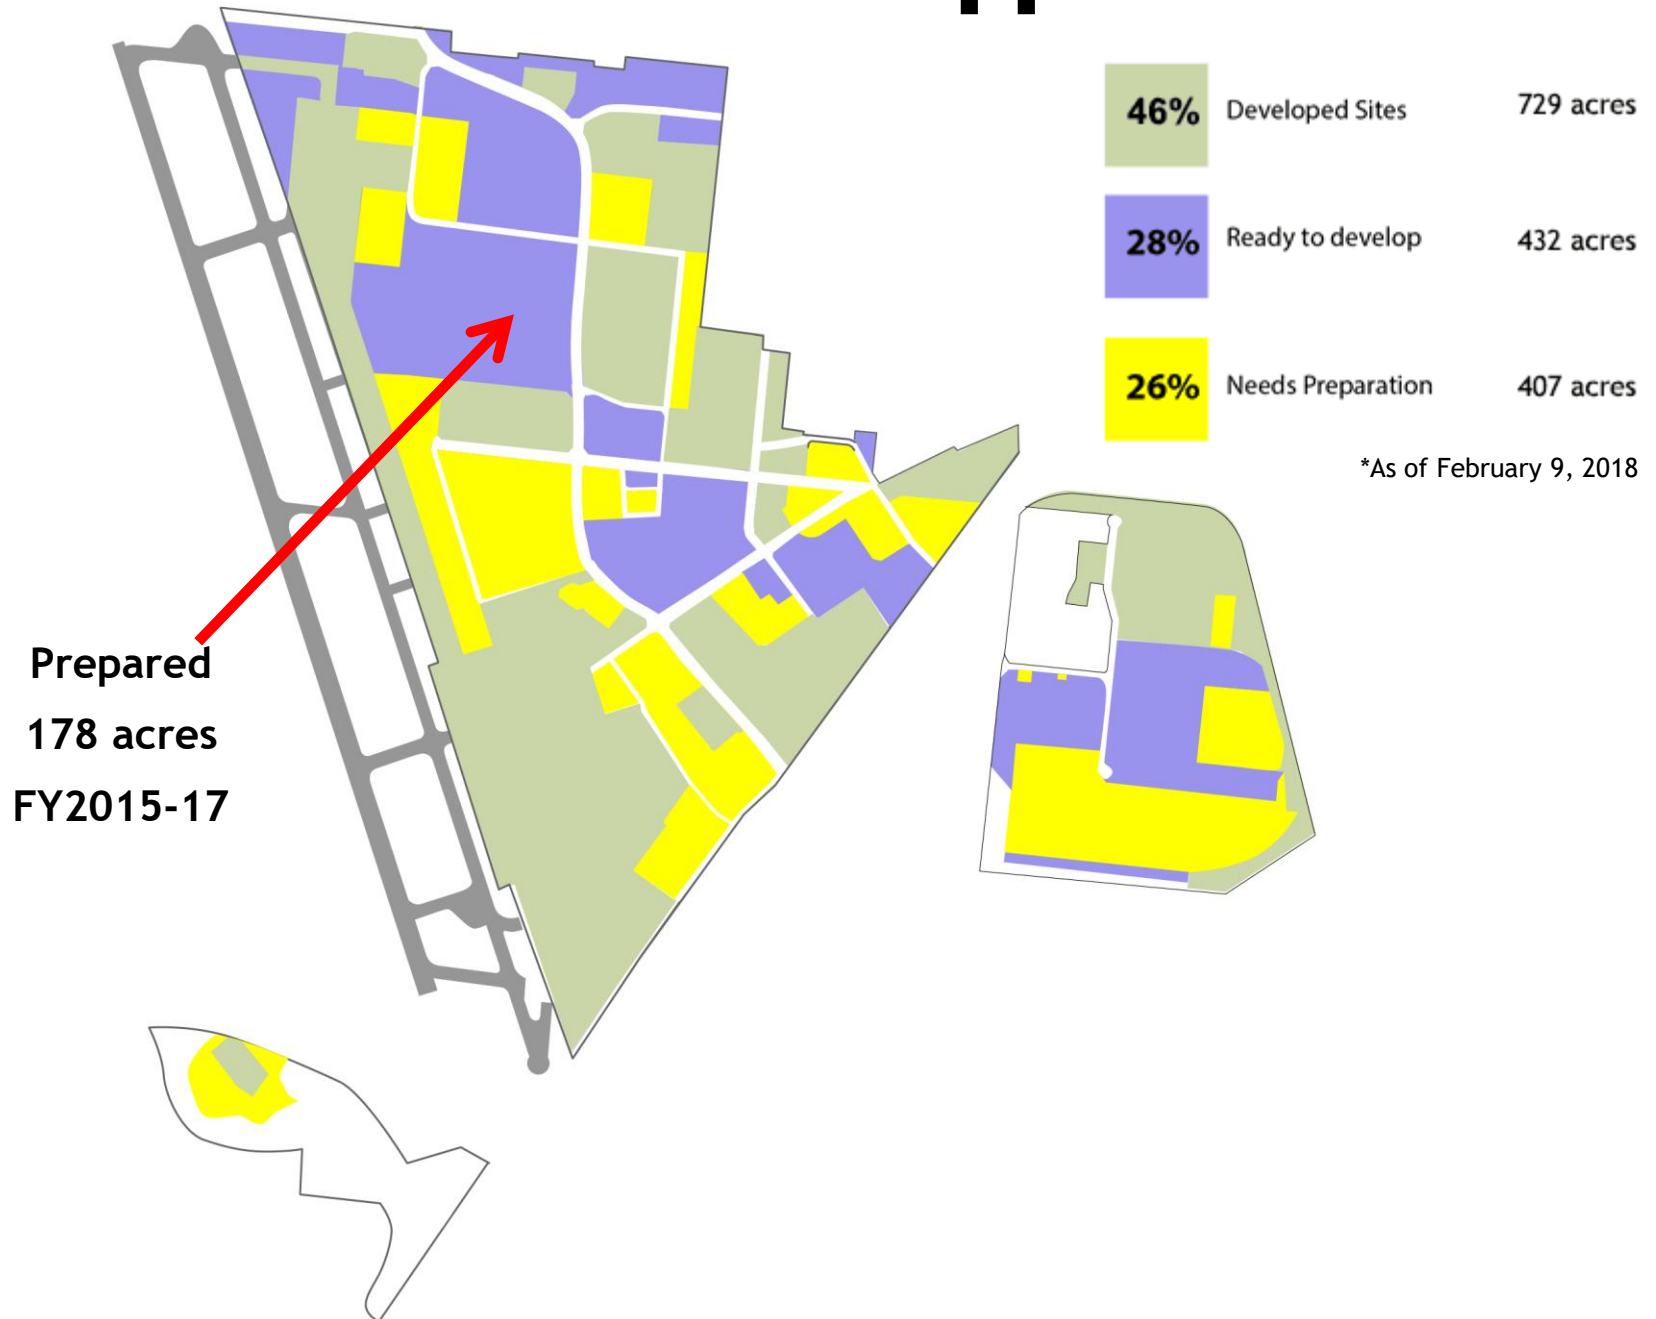 46% Developed Sites 729 acres
28% Ready to develop 432 acres
26% Needs Preparation 407 acres
*As of February 9, 2018
Prepared
178 acres
FY2015-17